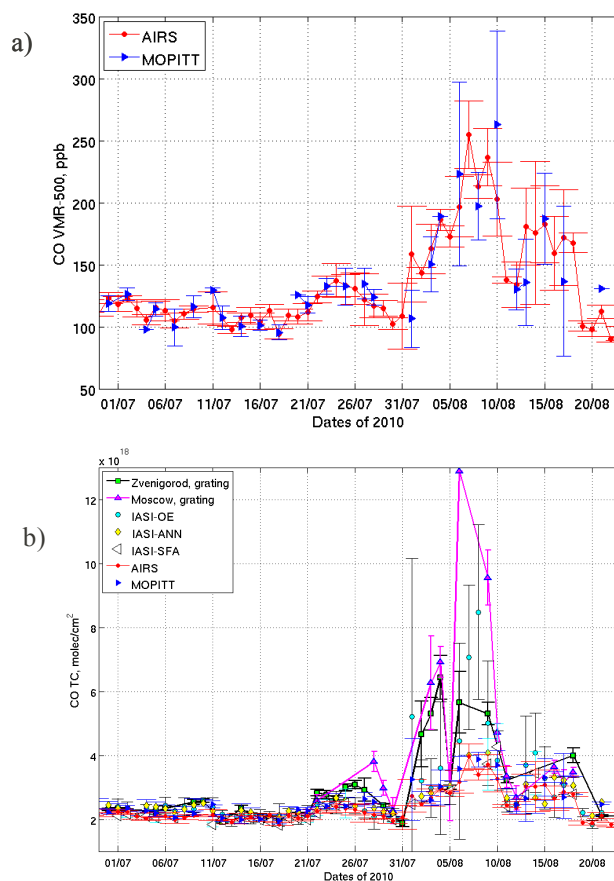 a)
350
300
250
200
150
100
50
CO VMR-500, ppb
AIRS
MOPITT
01/07 06/07 11/07 16/07 21/07 26/07 31/07 05/08 10/08 15/08 20/08
Dates of 2010
b)
x 10^18
12
10
8
6
4
2
CO TC, molec/cm²
Zvenigorod, grating
Moscow, grating
IASI-OE
IASI-ANN
IASI-SFA
AIRS
MOPITT
01/07 06/07 11/07 16/07 21/07 26/07 31/07 05/08 10/08 15/08 20/08
Dates of 2010